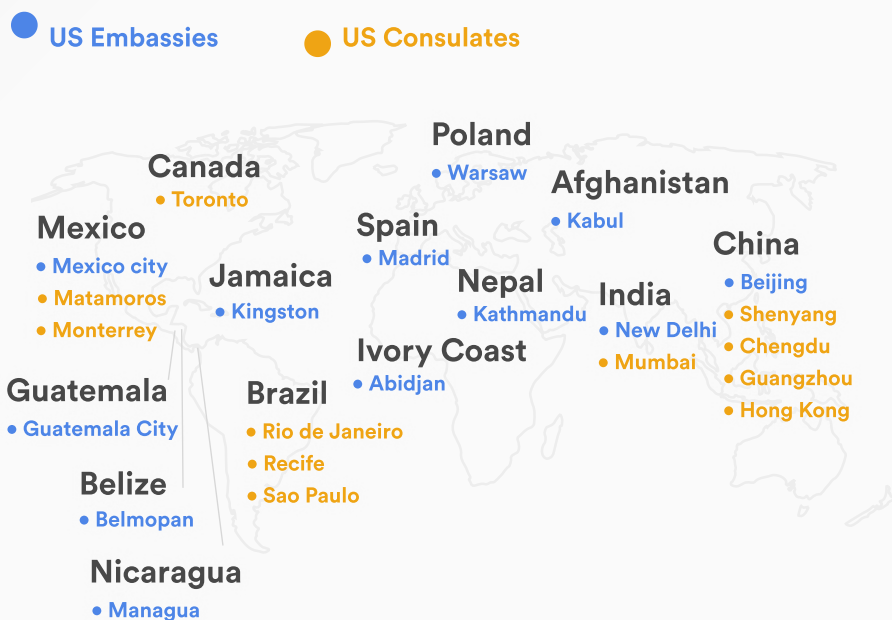 US Embassies
US Consulates
Poland
• Warsaw
Canada
• Toronto
Afghanistan
• Kabul
Mexico
• Mexico city
• Matamoros
• Monterrey
Spain
• Madrid
China
• Beijing
• Shenyang
• Chengdu
• Guangzhou
• Hong Kong
Jamaica
• Kingston
Nepal
• Kathmandu
India
• New Delhi
• Mumbai
Ivory Coast
• Abidjan
Guatemala
• Guatemala City
Brazil
• Rio de Janeiro
• Recife
• Sao Paulo
Belize
• Belmopan
Nicaragua
• Managua